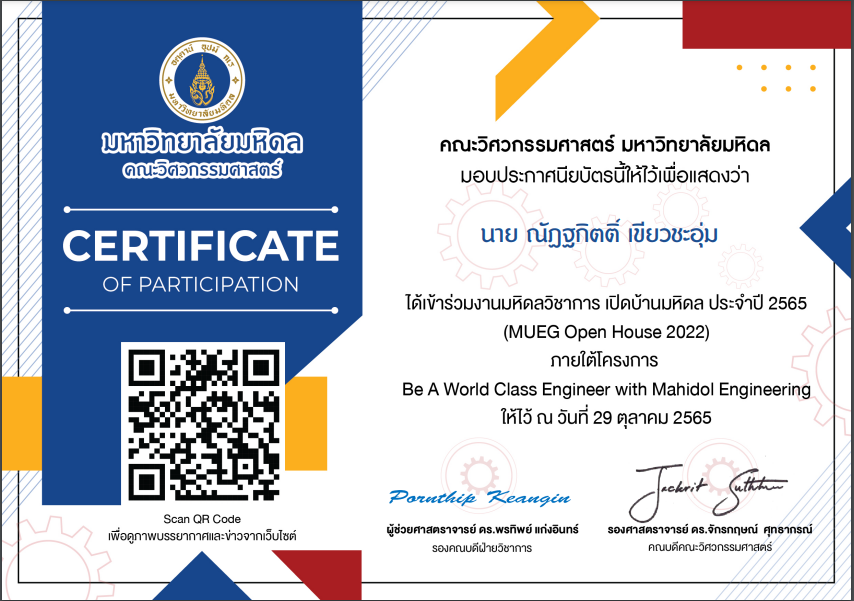 อตฺตานํ อุปมํ กเร
มหาวิทยาลัยมหิดล
มหาวิทยาลัยมหิดล
คณะวิศวกรรมศาสตร์
CERTIFICATE
OF PARTICIPATION
Scan QR Code
เพื่อดูภาพบรรยากาศและข่าวจากเว็บไซต์
คณะวิศวกรรมศาสตร์ มหาวิทยาลัยมหิดล
มอบประกาศนียบัตรนี้ให้ไว้เพื่อแสดงว่า
นาย ณัฏฐกิตติ์ เขียวชะอุ่ม
ได้เข้าร่วมงานมหิดลวิชาการ เปิดบ้านมหิดล ประจำปี 2565
(MUEG Open House 2022)
ภายใต้โครงการ
Be A World Class Engineer with Mahidol Engineering
ให้ไว้ ณ วันที่ 29 ตุลาคม 2565
Pornthip Keangin
ผู้ช่วยศาสตราจารย์ ดร.พรทิพย์ แก่งอินทร์
รองคณบดีฝ่ายวิชาการ
Jackrit Suthakorn
รองศาสตราจารย์ ดร.จักรกฤษณ์ ศุทธากรณ์
คณบดีคณะวิศวกรรมศาสตร์